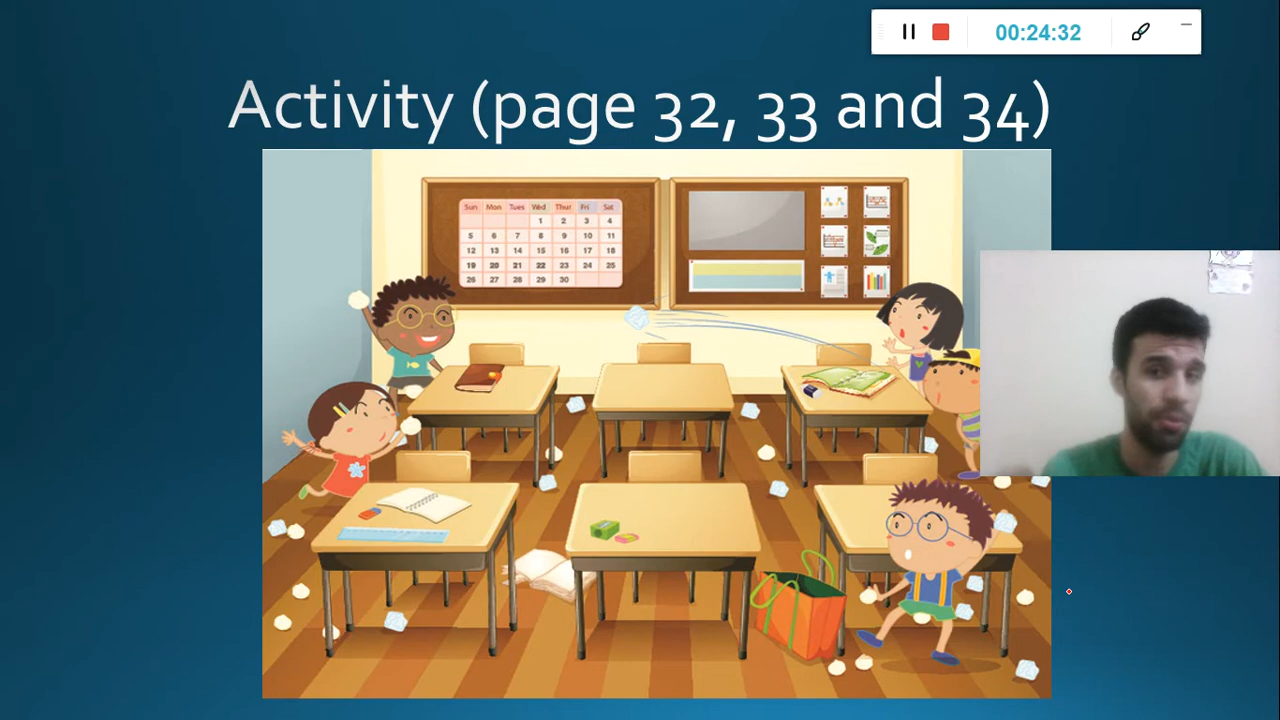 00:24:32
Activity (page 32, 33 and 34)
Sun Mon Tues Wed Thur Fri Sat
1 2 3 4
5 6 7 8 9 10 11
12 13 14 15 16 17 18
19 20 21 22 23 24 25
26 27 28 29 30